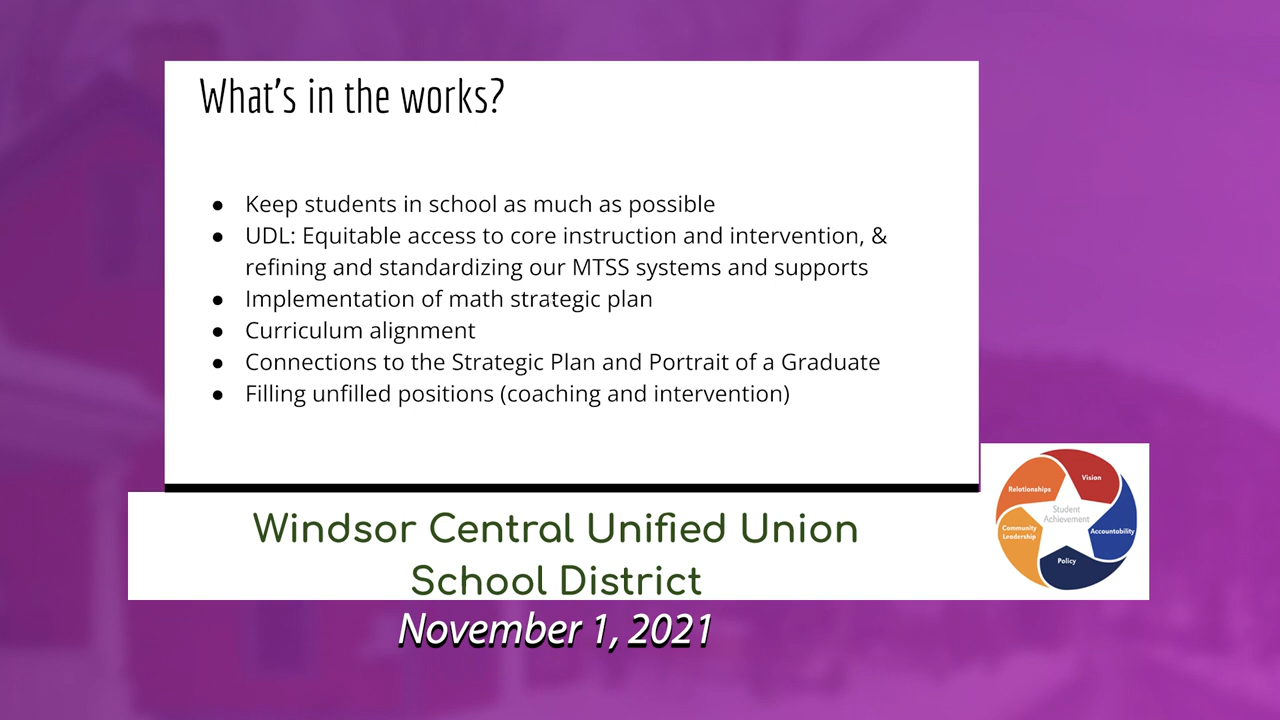 What's in the works?
● Keep students in school as much as possible
● UDL: Equitable access to core instruction and intervention, &
refining and standardizing our MTSS systems and supports
● Implementation of math strategic plan
● Curriculum alignment
● Connections to the Strategic Plan and Portrait of a Graduate
● Filling unfilled positions (coaching and intervention)
Windsor Central Unified Union
School District
November 1, 2021
Vision
Relationships
Student
Achievement
Community
Leadership
Accountability
Policy